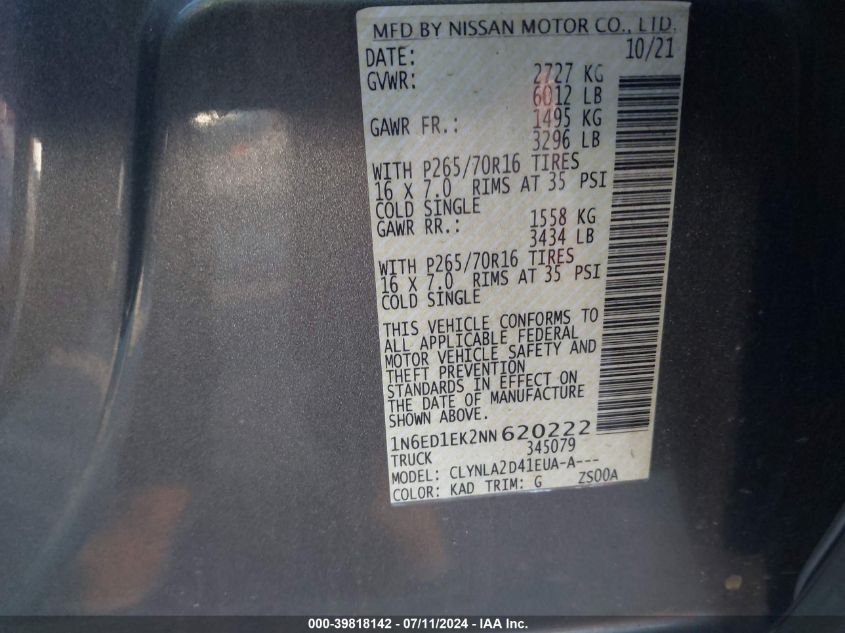 MFD BY NISSAN MOTOR CO., LTD.
DATE: 10/21
GVWR: 2727 KG
6012 LB
GAWR FR.: 1495 KG
3296 LB
WITH P265/70R16 TIRES
16 X 7.0 RIMS AT 35 PSI
COLD SINGLE
GAWR RR.: 1558 KG
3434 LB
WITH P265/70R16 TIRES
16 X 7.0 RIMS AT 35 PSI
COLD SINGLE
THIS VEHICLE CONFORMS TO
ALL APPLICABLE FEDERAL
MOTOR VEHICLE SAFETY AND
THEFT PREVENTION
STANDARDS IN EFFECT ON
THE DATE OF MANUFACTURE
SHOWN ABOVE.
1N6ED1EK2NN620222
TRUCK 345079
MODEL: CLYNLA2D41EUA-A---
COLOR: KAD TRIM: G ZS00A
000-39818142 - 07/11/2024 - IAA Inc.